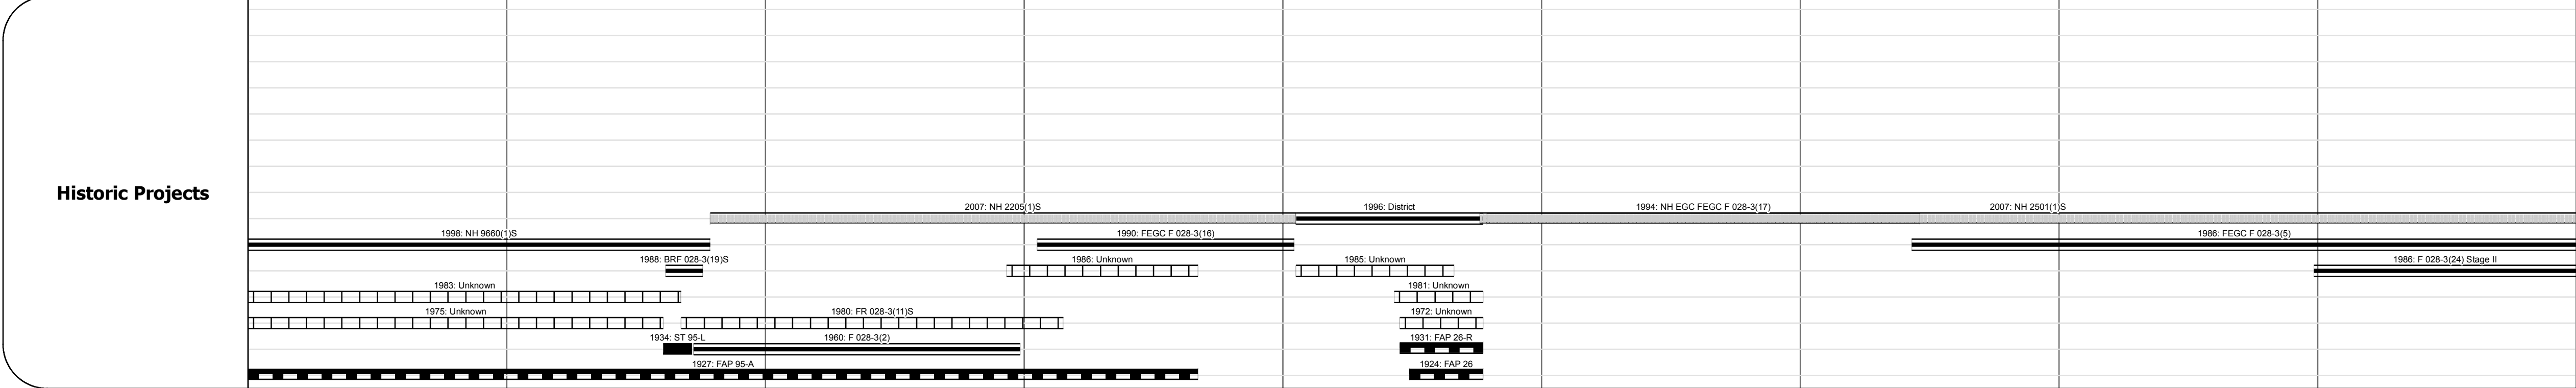 Historic Projects
2007: NH 2205(1)S
1996: District
1994: NH EGC FEGC F 028-3(17)
2007: NH 2501(1)S
1998: NH 9660(1)S
1990: FEGC F 028-3(16)
1986: FEGC F 028-3(5)
1988: BRF 028-3(19)S
1986: Unknown
1985: Unknown
1986: F 028-3(24) Stage II
1983: Unknown
1981: Unknown
1975: Unknown
1980: FR 028-3(11)S
1972: Unknown
1934: ST 95-L
1960: F 028-3(2)
1931: FAP 26-R
1927: FAP 95-A
1924: FAP 26